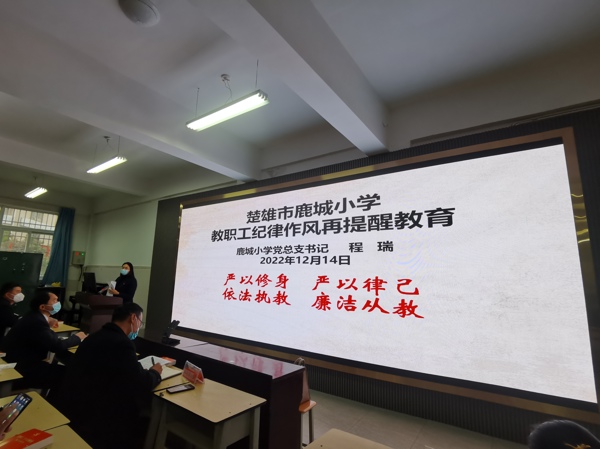 楚雄市鹿城小学
教职工纪律作风再提醒教育
鹿城小学党总支书记 程 瑞
2022年12月14日
严以修身 严以律己
依法执教 廉洁从教